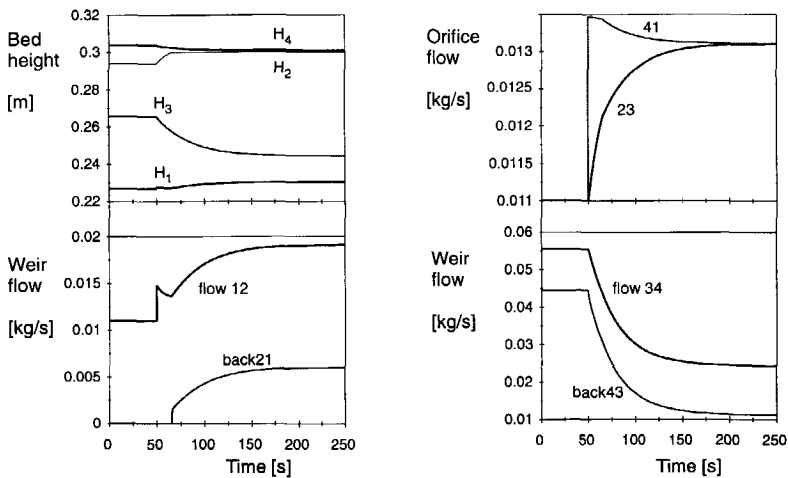 Bed
height
[m]
0.32
0.3
0.28
0.26
0.24
0.22
H4
H2
H3
H1
Weir
flow
[kg/s]
0.02
0.015
0.01
0.005
0
flow 12
back21
0 50 100 150 200 250
Time [s]
Orifice
flow
[kg/s]
0.013
0.0125
0.012
0.0115
0.011
41
23
Weir
flow
[kg/s]
0.06
0.05
0.04
0.03
0.02
0.01
flow 34
back43
0 50 100 150 200 250
Time [s]